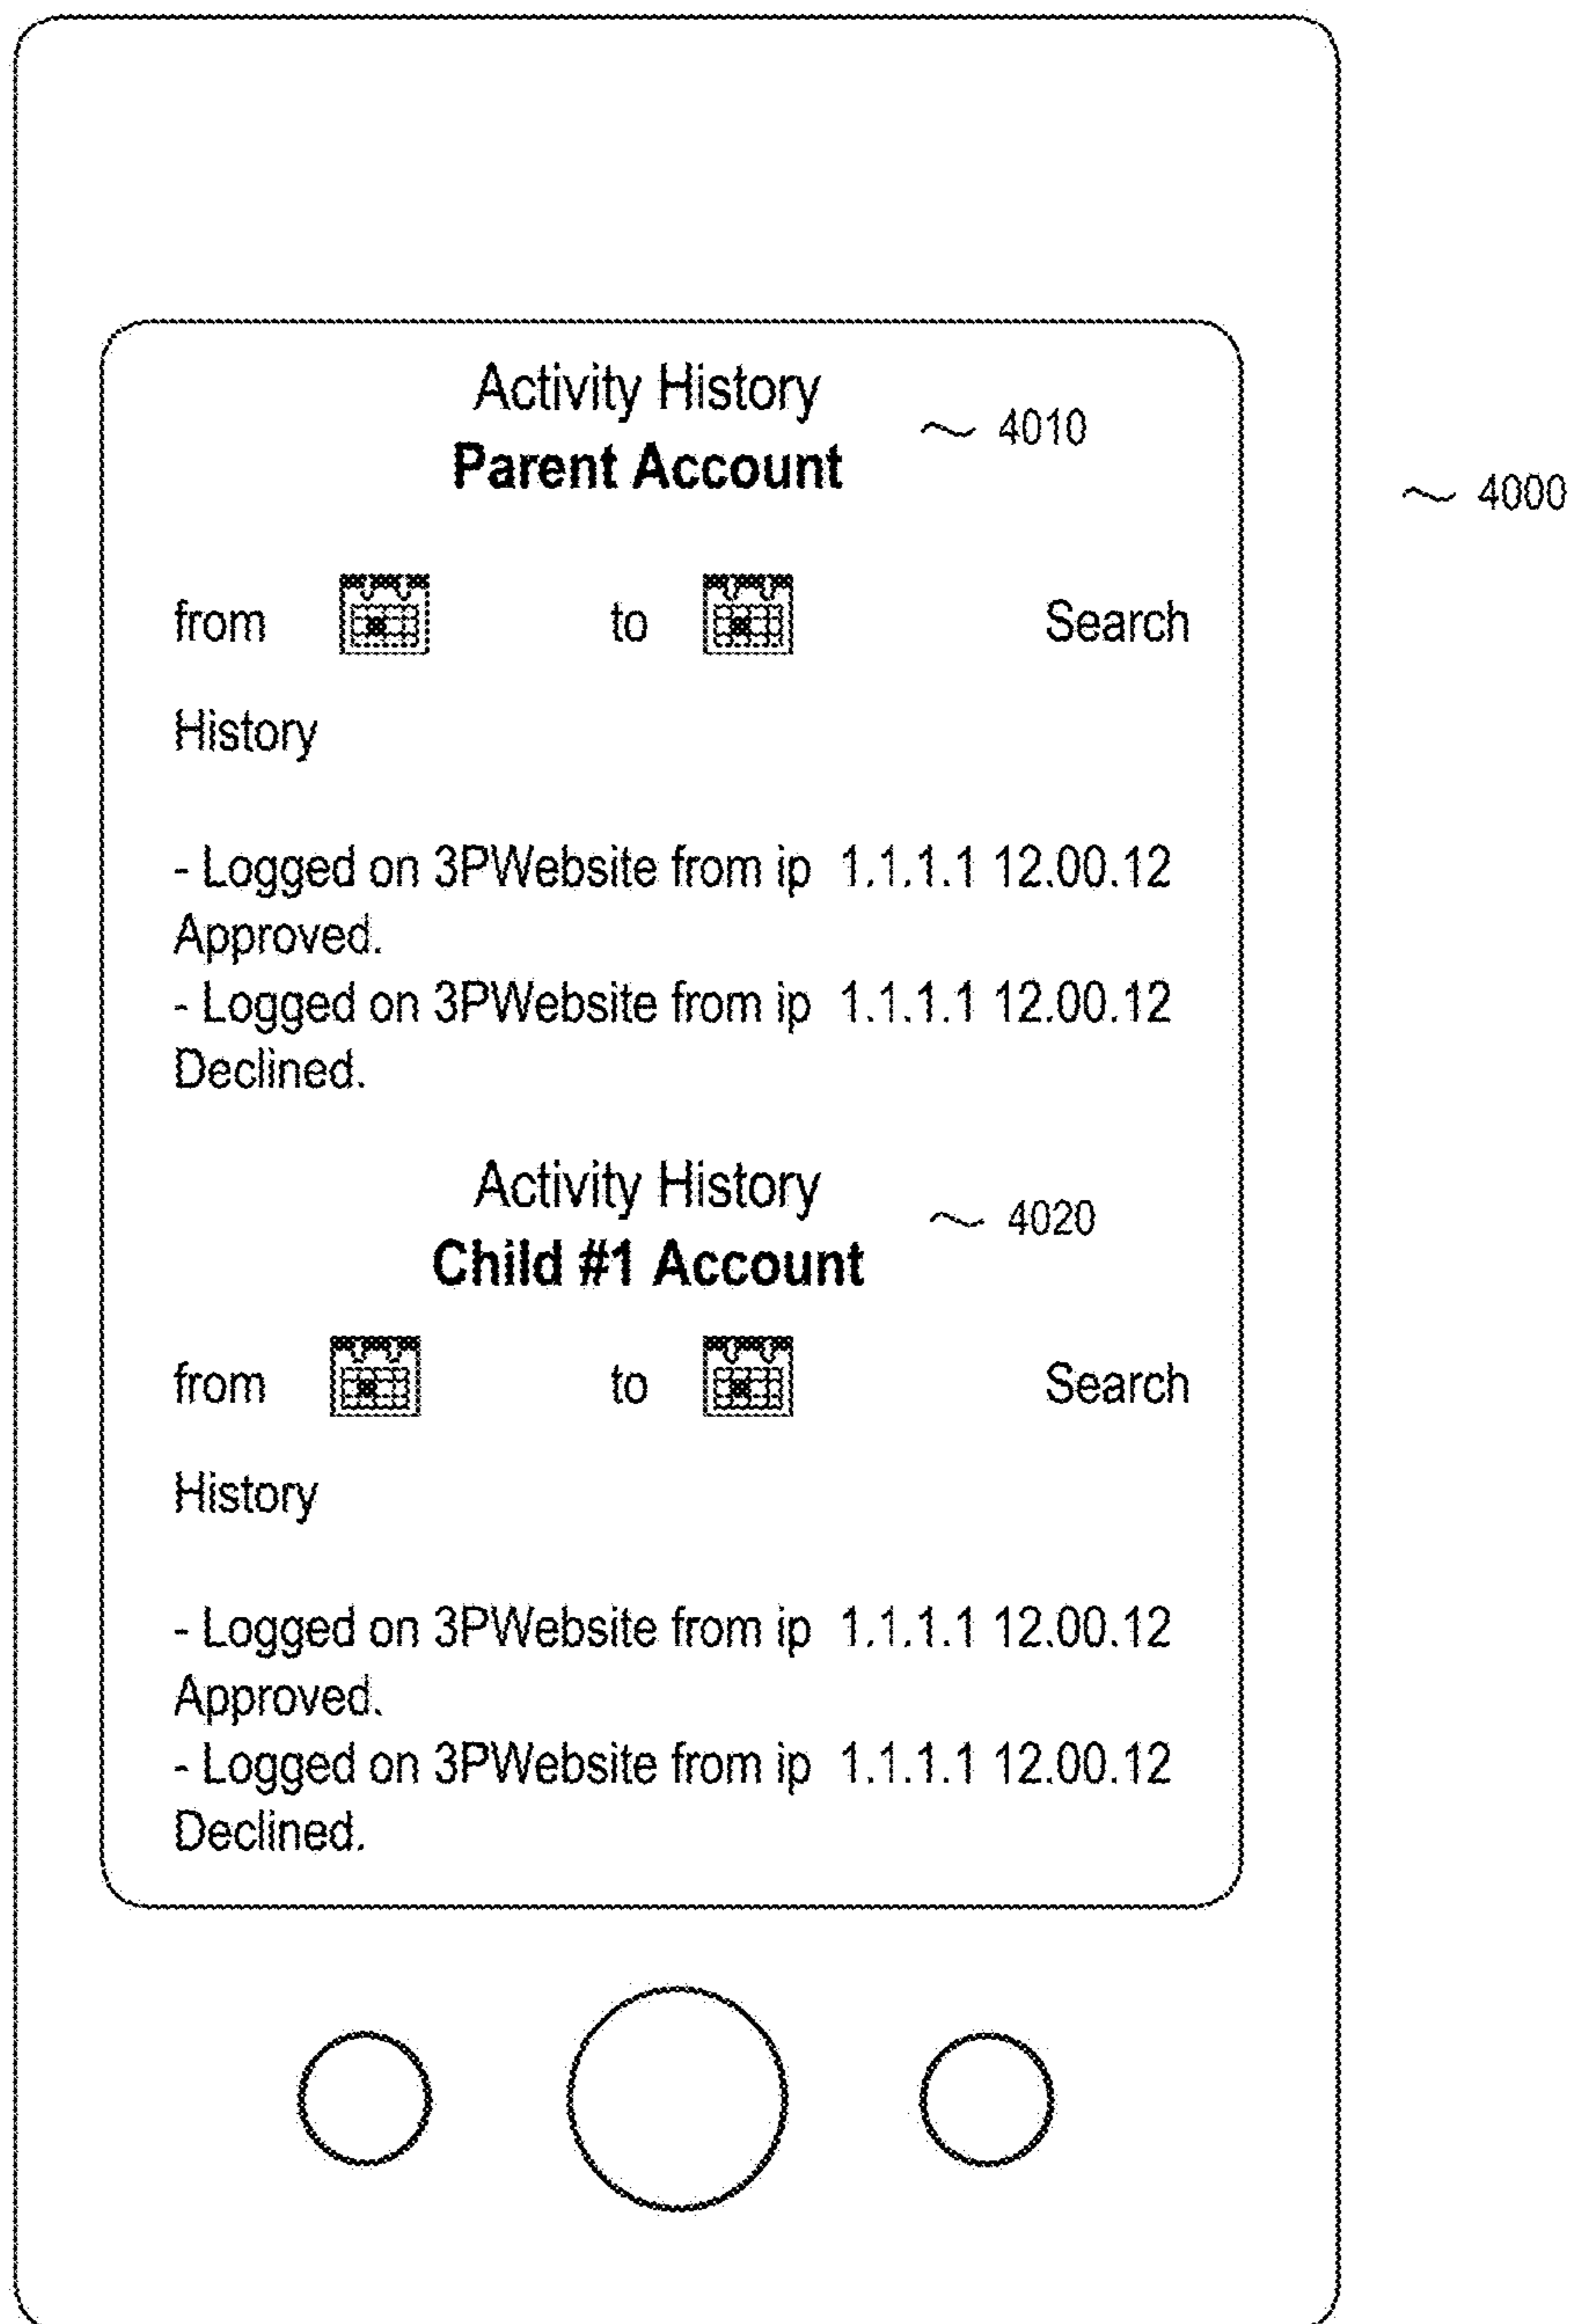 Activity History
~ 4010
Parent Account
~ 4000
from to Search
History
- Logged on 3PWebsite from ip 1.1.1.1 12.00.12
Approved.
- Logged on 3PWebsite from ip 1.1.1.1 12.00.12
Declined.
Activity History
~ 4020
Child #1 Account
from to Search
History
- Logged on 3PWebsite from ip 1.1.1.1 12.00.12
Approved.
- Logged on 3PWebsite from ip 1.1.1.1 12.00.12
Declined.